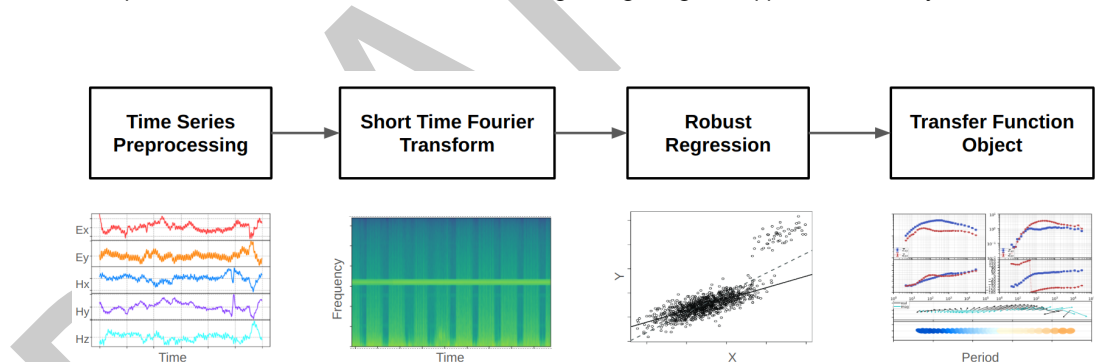 Time Series
Preprocessing
Short Time Fourier
Transform
Robust
Regression
Transfer Function
Object
Ex
Ey
Hx
Hy
Hz
Time
Frequency
Time
Y
X
Period